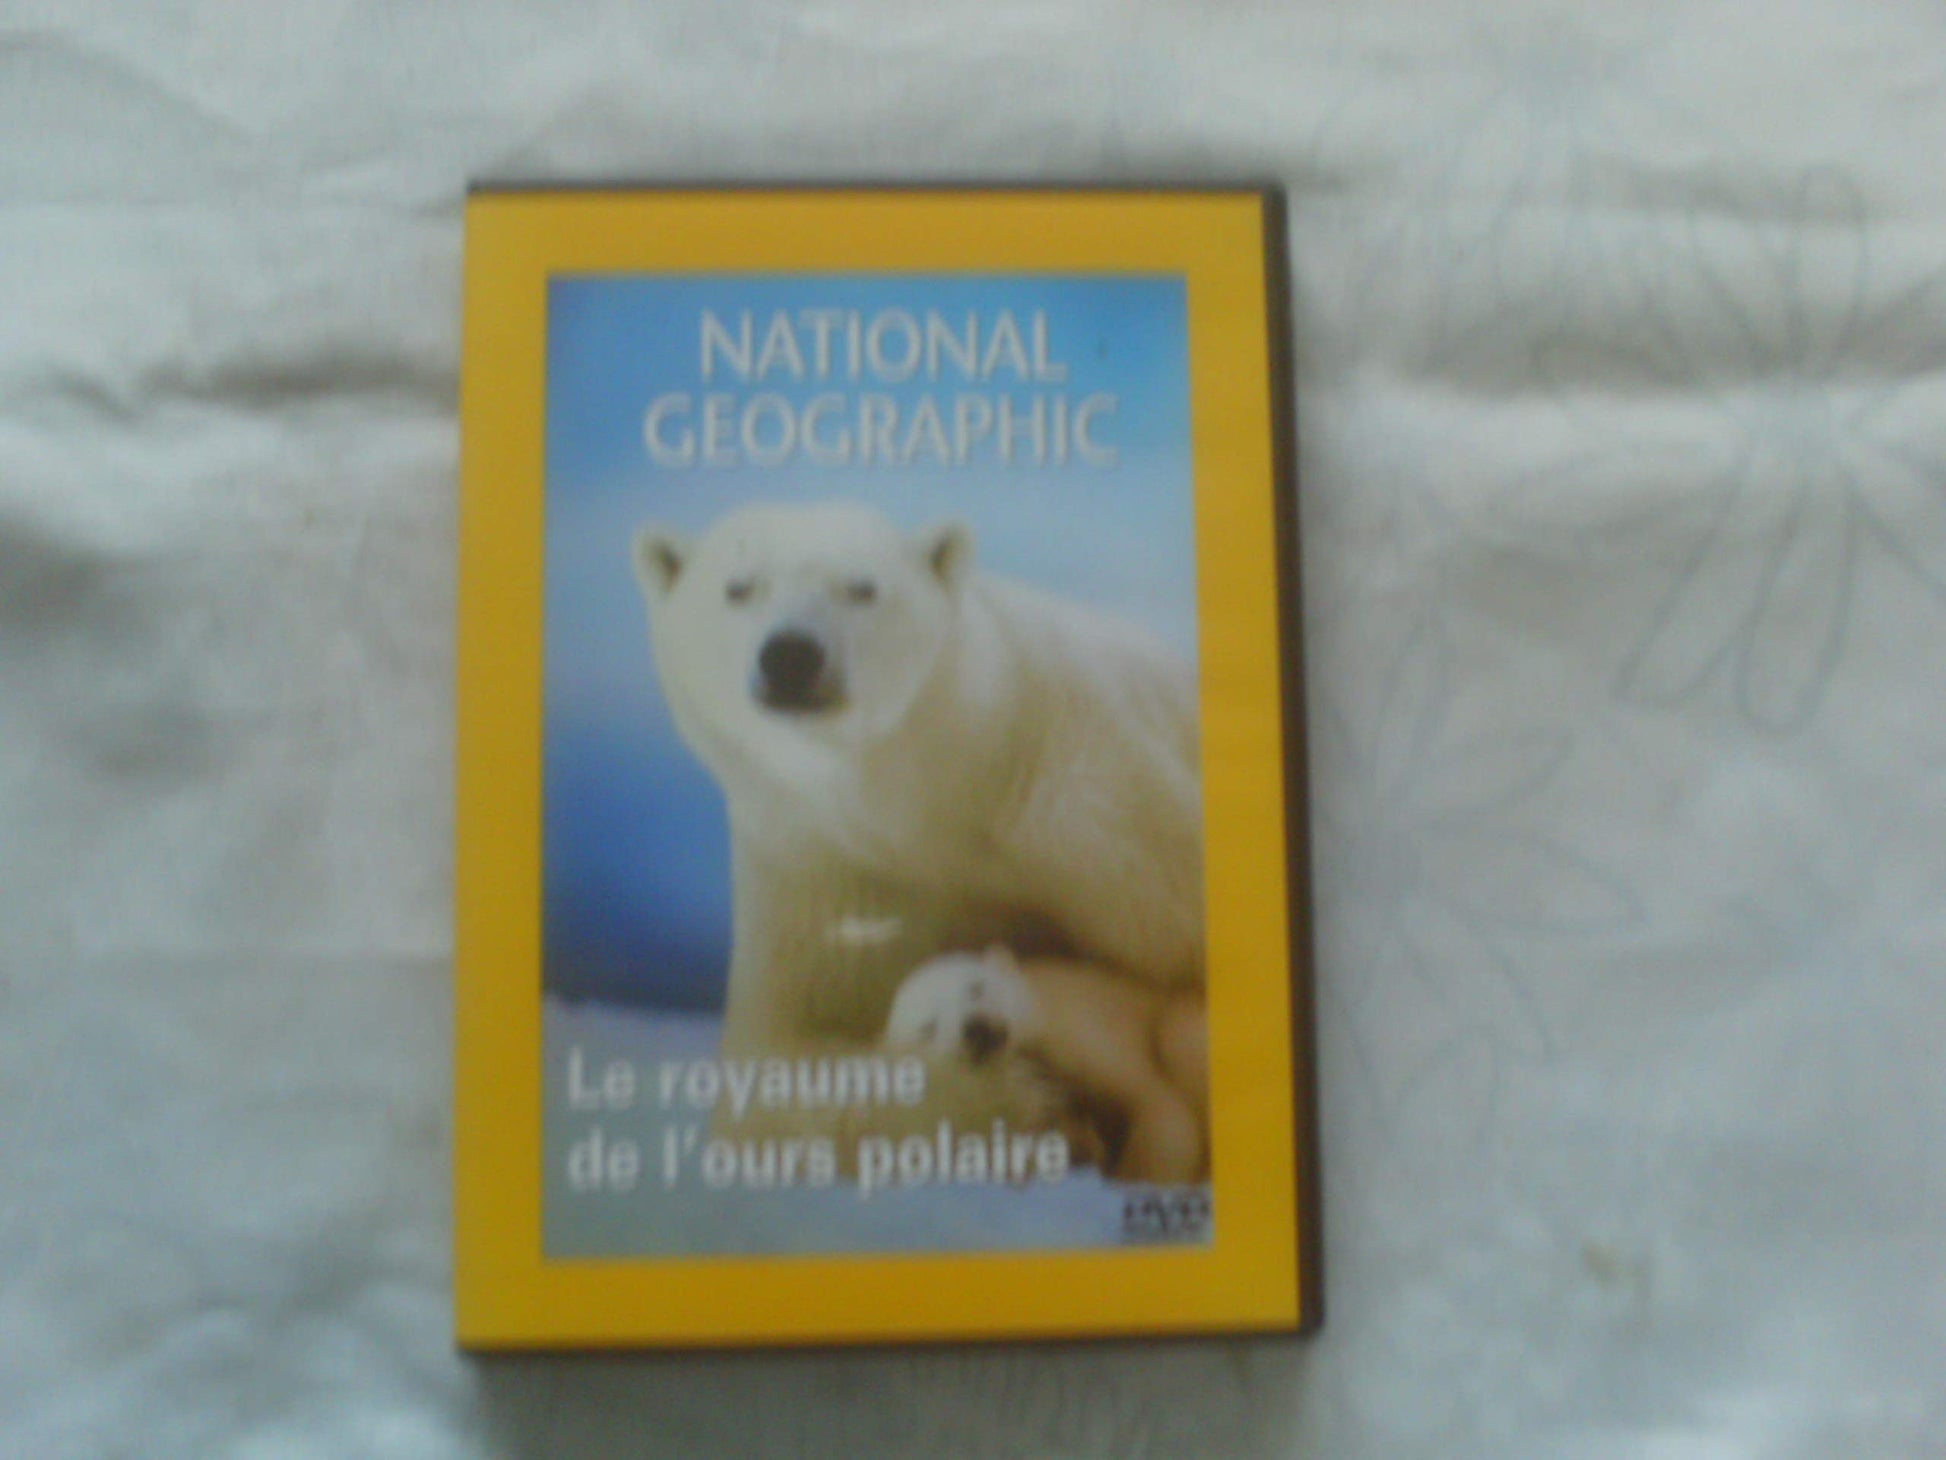 NATIONAL
GEOGRAPHIC
Le royaume
de l'ours polaire
DVD